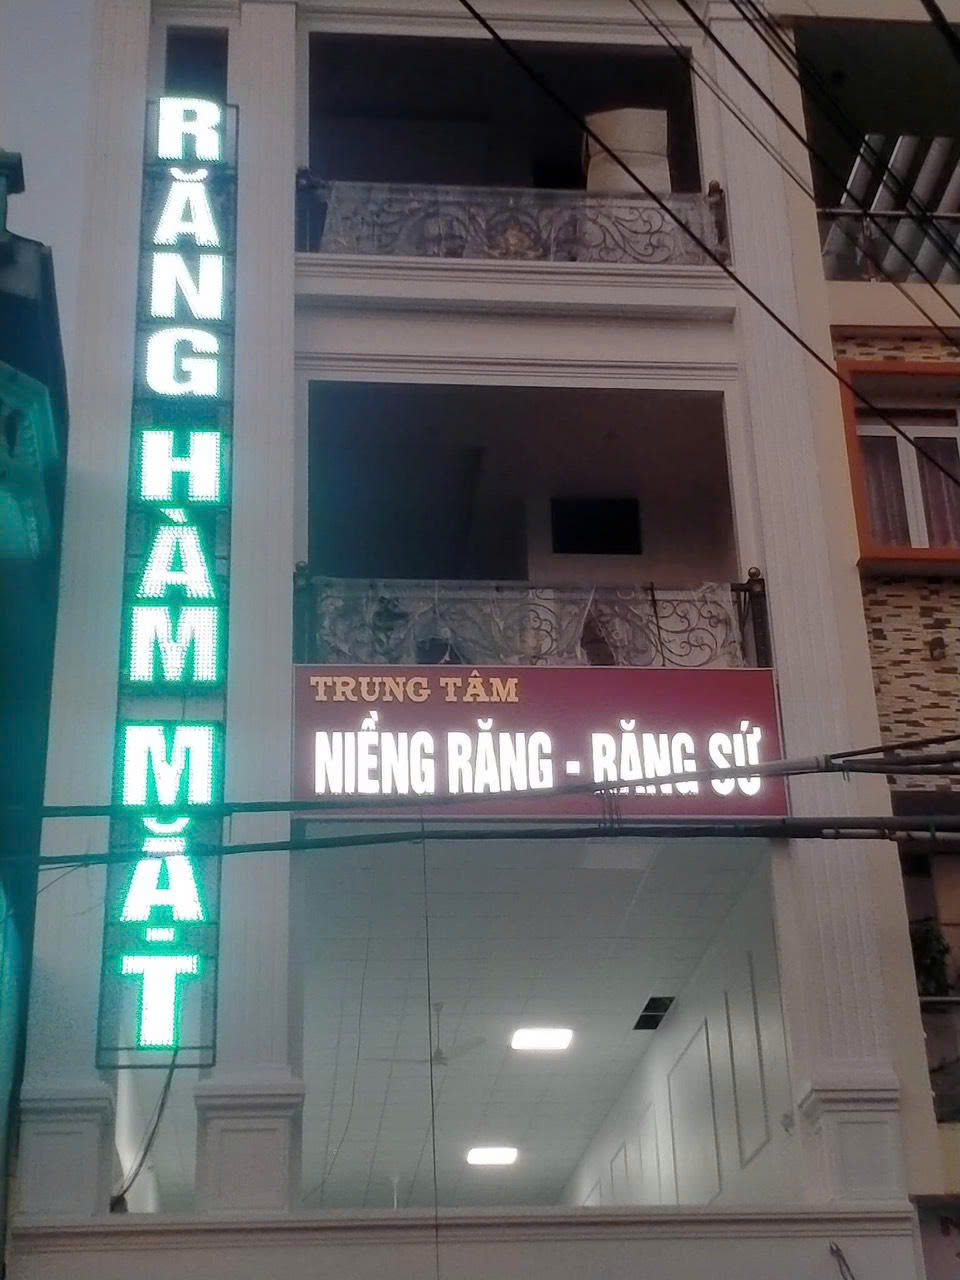 RĂNG HÀM MẶT
TRUNG TÂM
NIỀNG RĂNG - RĂNG SỨ